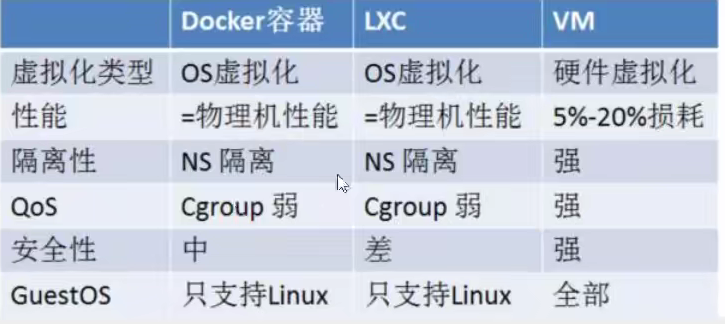 Docker容器 LXC VM
虚拟化类型 OS虚拟化 OS虚拟化 硬件虚拟化
性能 =物理机性能 =物理机性能 5%-20%损耗
隔离性 NS 隔离 NS 隔离 强
QoS Cgroup 弱 Cgroup 弱 强
安全性 中 差 强
GuestOS 只支持Linux 只支持Linux 全部